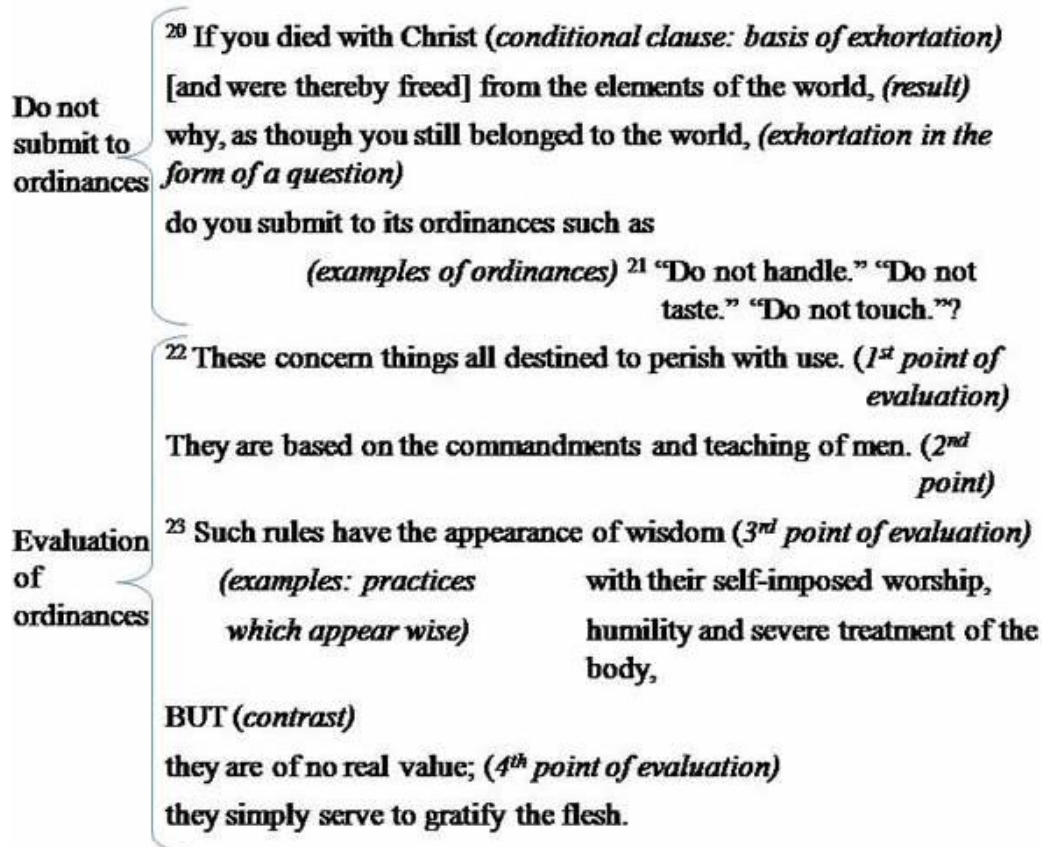 Do not
submit to
ordinances
20 If you died with Christ (conditional clause: basis of exhortation)
[and were thereby freed] from the elements of the world, (result)
why, as though you still belonged to the world, (exhortation in the
form of a question)
do you submit to its ordinances such as
(examples of ordinances) 21 “Do not handle.” “Do not
taste.” “Do not touch.”?
Evaluation
of
ordinances
22 These concern things all destined to perish with use. (1st point of
evaluation)
They are based on the commandments and teaching of men. (2nd
point)
23 Such rules have the appearance of wisdom (3rd point of evaluation)
(examples: practices with their self-imposed worship,
which appear wise) humility and severe treatment of the
body,
BUT (contrast)
they are of no real value; (4th point of evaluation)
they simply serve to gratify the flesh.